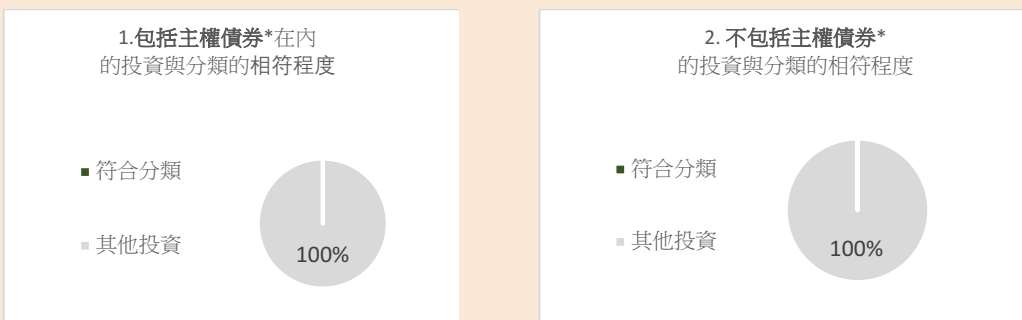 1.包括主權債券*在內
的投資與分類的相符程度
符合分類
其他投資
100%
2. 不包括主權債券*
的投資與分類的相符程度
符合分類
其他投資
100%